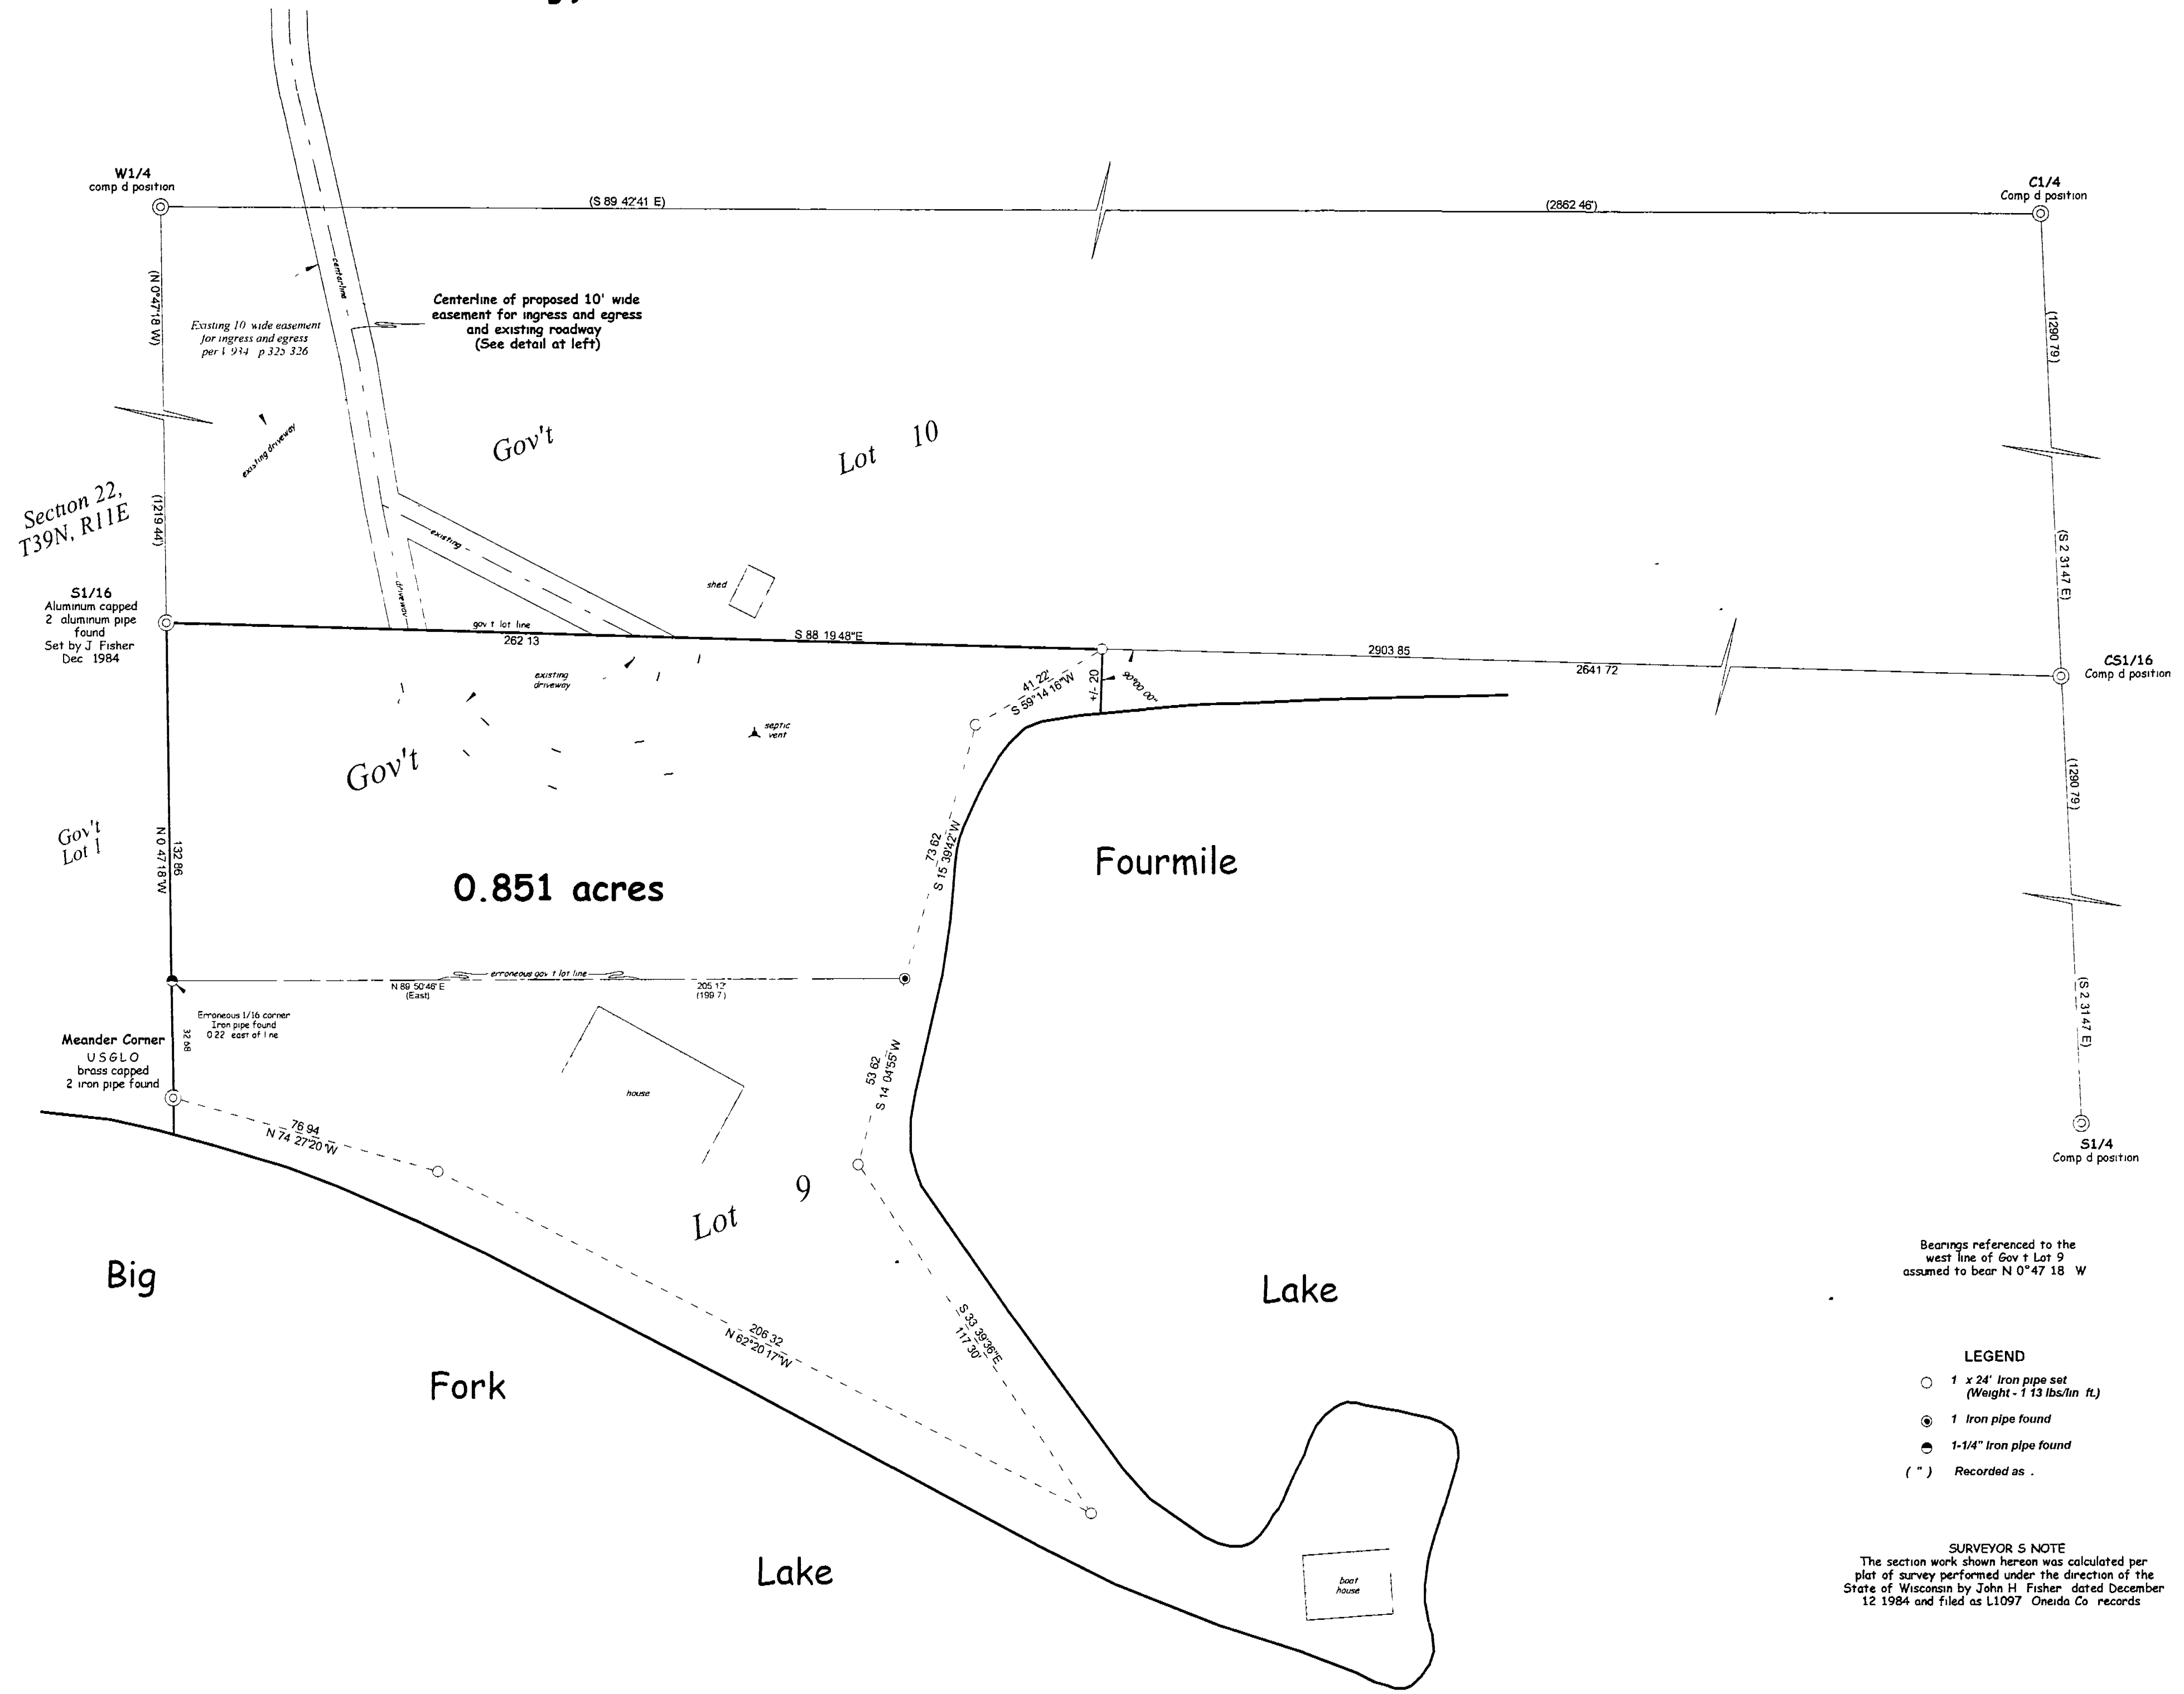 W1/4
comp d position
(S 89 42'41 E)
(2862 46')
C1/4
Comp d position
(N 0°47'18 W)
centerline
Existing 10 wide easement
for ingress and egress
per 934 p 325 326
Centerline of proposed 10' wide
easement for ingress and egress
and existing roadway
(See detail at left)
(1290 79)
existing driveway
Gov't
Lot 10
Section 22,
T39N, R11E
(1219 44')
existing
driveway
shed
(S 2 3147 E)
S1/16
Aluminum capped
2 aluminum pipe
found
Set by J Fisher
Dec 1984
gov t lot line
262 13
S 88 19 48"E
2903 85
2641 72
CS1/16
Comp d position
existing
driveway
41 22'
S 59°14 16"W
+/- 20
90°00 00"
septic
vent
Gov't
Gov't
Lot 1
132 86
N 0 47 18"W
0.851 acres
73 62
S 15 39'42"W
Fourmile
(1290 79)
erroneous gov t lot line
N 89 50'46' E
(East)
205 12'
(199 7)
Erroneous 1/16 corner
Iron pipe found
0 22 east of line
32 68
Meander Corner
U S G L O
brass capped
2 iron pipe found
house
53 62
S 14 04'55"W
(S 2 3147 E)
S1/4
Comp d position
76 94
N 74 27'20 "W
Lot 9
Big
Lake
Bearings referenced to the
west line of Gov t Lot 9
assumed to bear N 0°47 18 W
206 32
N 62°20 17"W
S 33 39'36"E
117 30'
Fork
LEGEND
1 x 24' Iron pipe set
(Weight - 1 13 lbs/lin ft.)
1 Iron pipe found
1-1/4" Iron pipe found
( " ) Recorded as .
Lake
boat
house
SURVEYOR S NOTE
The section work shown hereon was calculated per
plat of survey performed under the direction of the
State of Wisconsin by John H Fisher dated December
12 1984 and filed as L1097 Oneida Co records